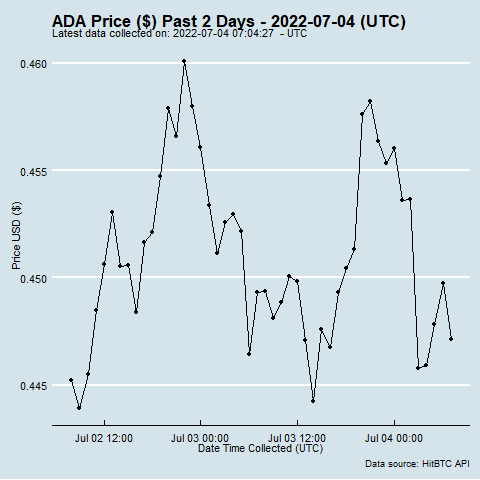 ADA Price ($) Past 2 Days - 2022-07-04 (UTC)
Latest data collected on: 2022-07-04 07:04:27 - UTC
0.460
0.455
0.450
0.445
Price USD ($)
Jul 02 12:00 Jul 03 00:00 Jul 03 12:00 Jul 04 00:00
Date Time Collected (UTC)
Data source: HitBTC API